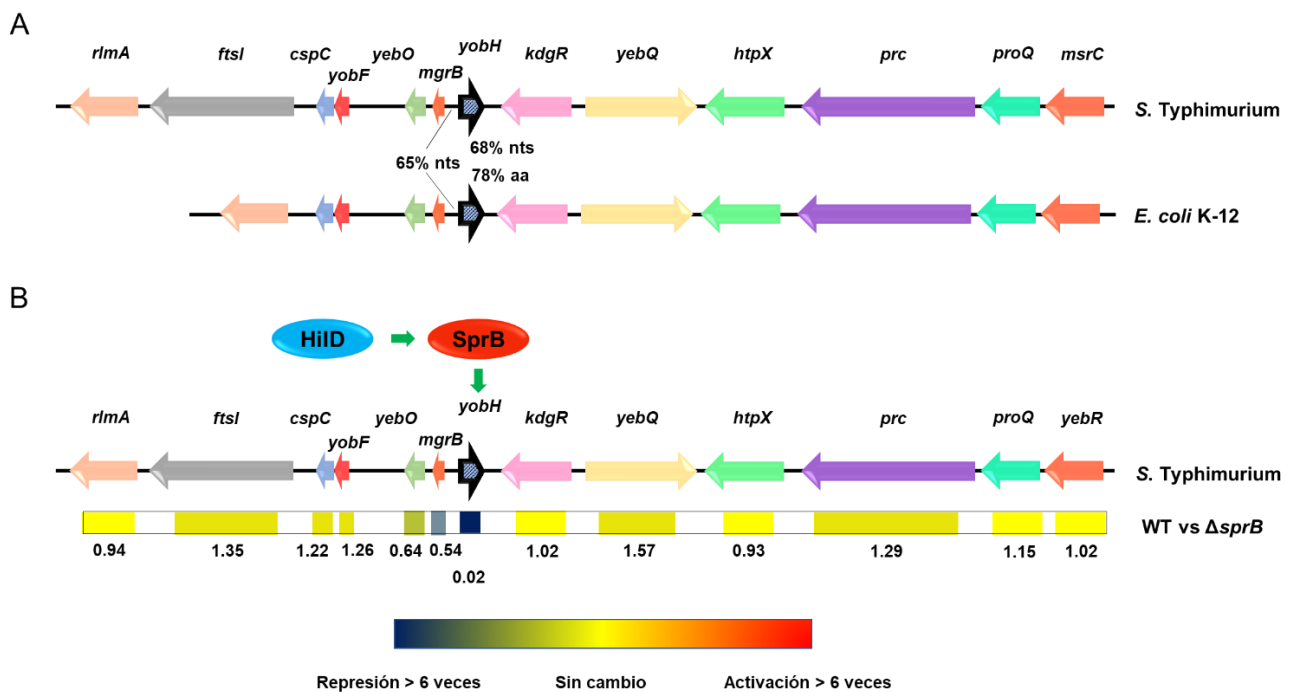 A
rlmA ftsI cspC yobF yebO mgrB yobH kdgR yebQ htpX prc proQ msrC
S. Typhimurium
65% nts
68% nts
78% aa
E. coli K-12
B
HilD SprB
rlmA ftsI cspC yobF yebO mgrB yobH kdgR yebQ htpX prc proQ yebR
S. Typhimurium
WT vs ΔsprB
0.94 1.35 1.22 1.26 0.64 0.54 0.02 1.02 1.57 0.93 1.29 1.15 1.02
Represión > 6 veces Sin cambio Activación > 6 veces